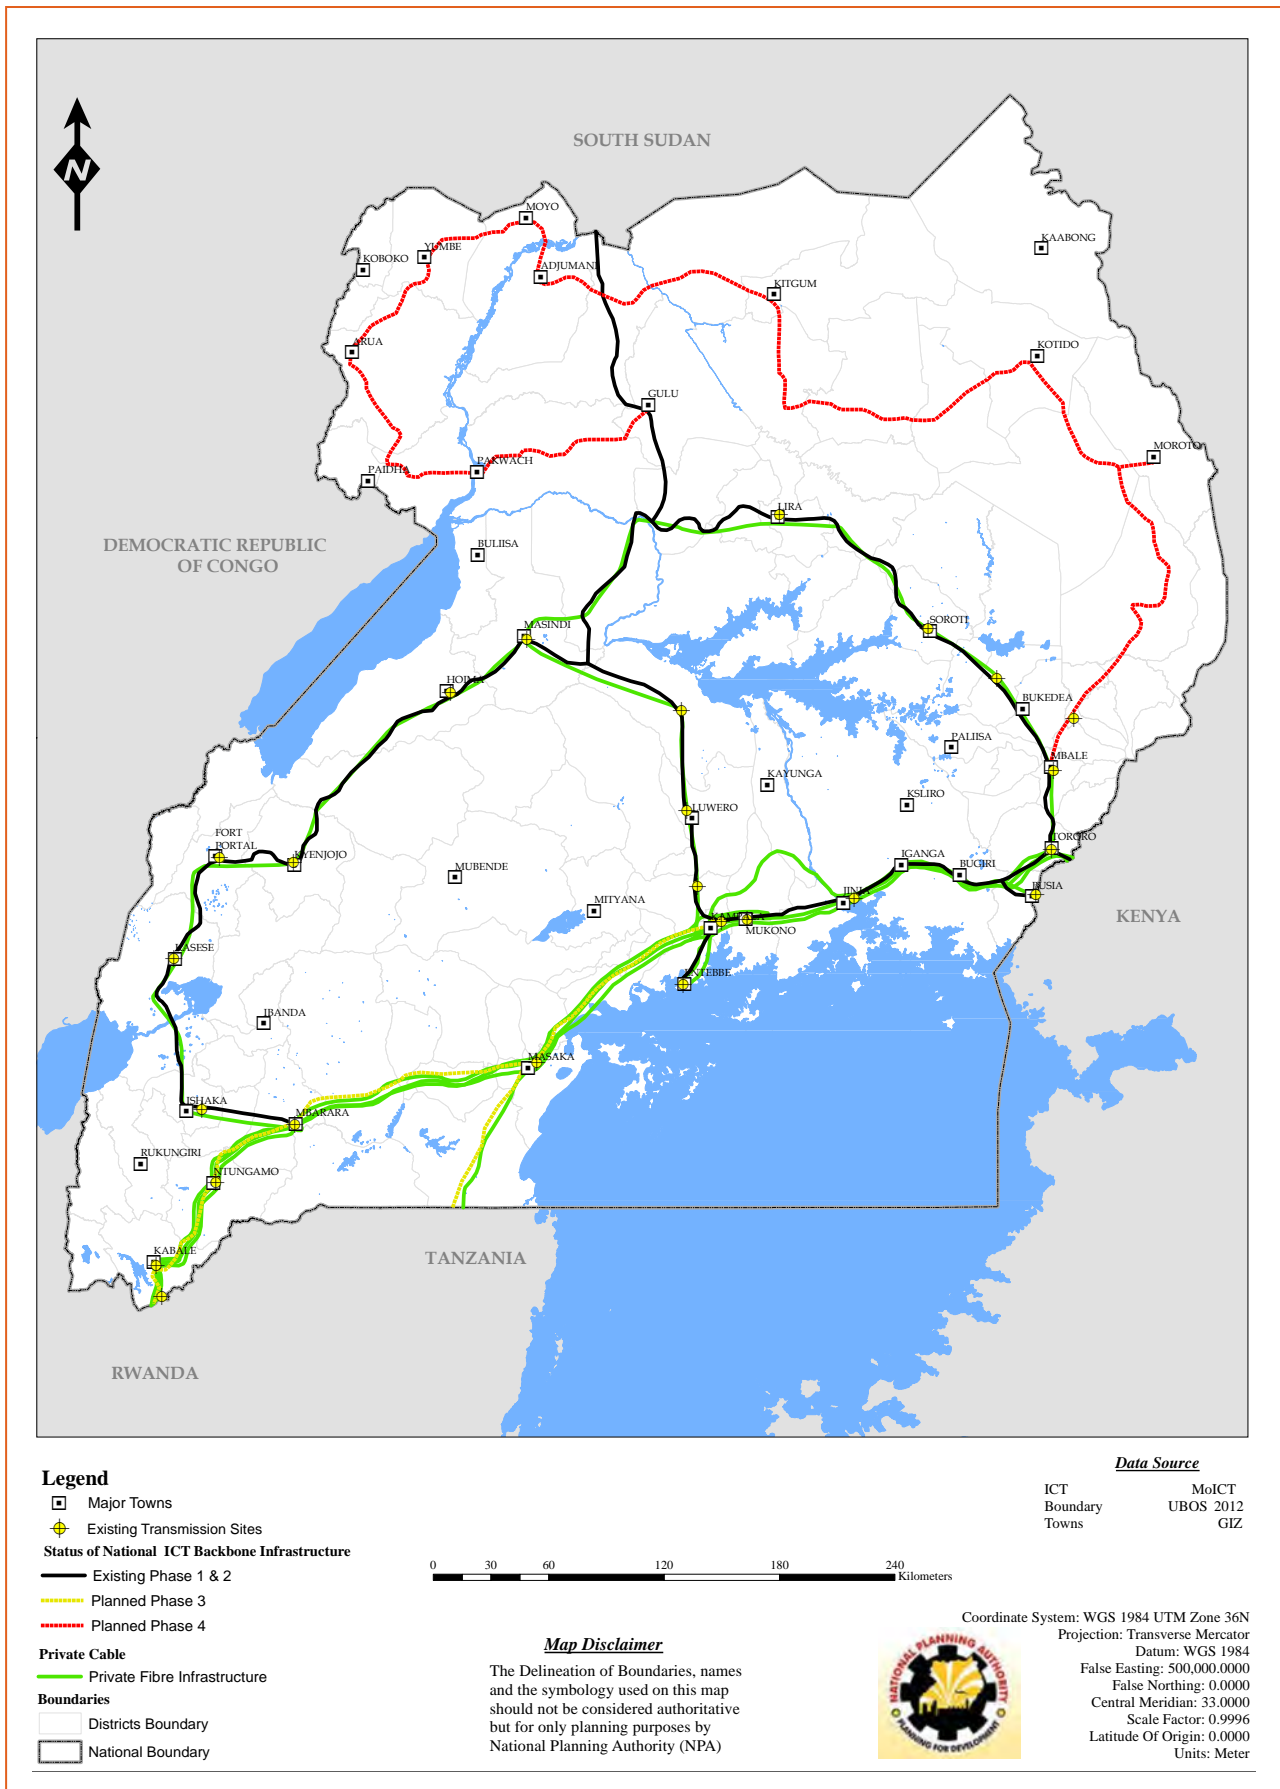 SOUTH SUDAN
MOYO
KAABONG
YUMBE
KOBOKO
ADJUMANI
KITGUM
ARUA
KOTIDO
GULU
MOROTO
PAKWACH
PAIDHA
LIRA
DEMOCRATIC REPUBLIC
OF CONGO
BULIISA
MASINDI
SOROTI
HOIMA
BUKEDEA
PALIISA
MBALE
KAYUNGA
KSLIRO
LUWERO
FORT
PORTAL
KYENJOJO
TORORO
IGANGA
BUGIRI
MUBENDE
BUSIA
JINJA
MITYANA
KAMPALA
MUKONO
KENYA
KASESE
ENTEBBE
IBANDA
MASAKA
ISHAKA
MBARARA
RUKUNGIRI
NTUNGAMO
KABALE
TANZANIA
RWANDA
N
Legend
Major Towns
Existing Transmission Sites
Status of National ICT Backbone Infrastructure
Existing Phase 1 & 2
Planned Phase 3
Planned Phase 4
Private Cable
Private Fibre Infrastructure
Boundaries
Districts Boundary
National Boundary
0 30 60 120 180 240
Kilometers
Map Disclaimer
The Delineation of Boundaries, names
and the symbology used on this map
should not be considered authoritative
but for only planning purposes by
National Planning Authority (NPA)
Data Source
ICT MoICT
Boundary UBOS 2012
Towns GIZ
NATIONAL PLANNING AUTHORITY
PLANNING FOR DEVELOPMENT
Coordinate System: WGS 1984 UTM Zone 36N
Projection: Transverse Mercator
Datum: WGS 1984
False Easting: 500,000.0000
False Northing: 0.0000
Central Meridian: 33.0000
Scale Factor: 0.9996
Latitude Of Origin: 0.0000
Units: Meter